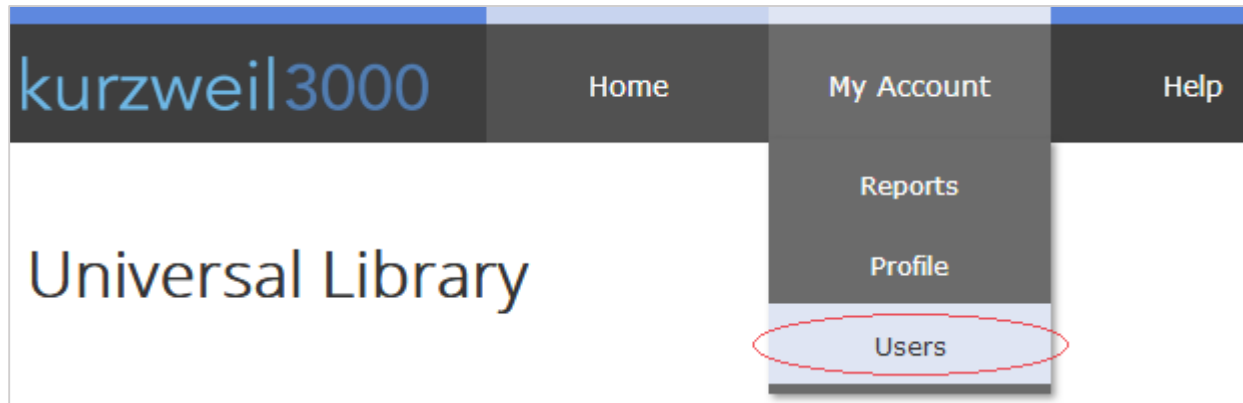 kurzweil3000 Home My Account Help
Reports
Universal Library
Profile
Users